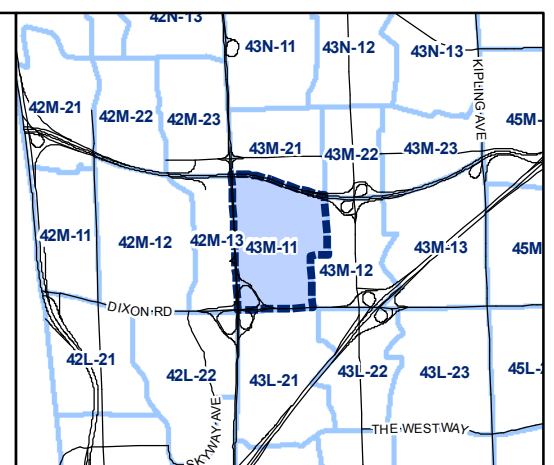 42N-13
43N-11
43N-12
43N-13
KIPLING AVE
42M-21
42M-22
42M-23
43M-21
43M-22
43M-23
45M-
42M-11
42M-12
42M-13
43M-11
43M-12
43M-13
45M
DIXON RD
42L-21
42L-22
43L-21
43L-22
43L-23
45L-
SKYWAY AVE
THE WESTWAY